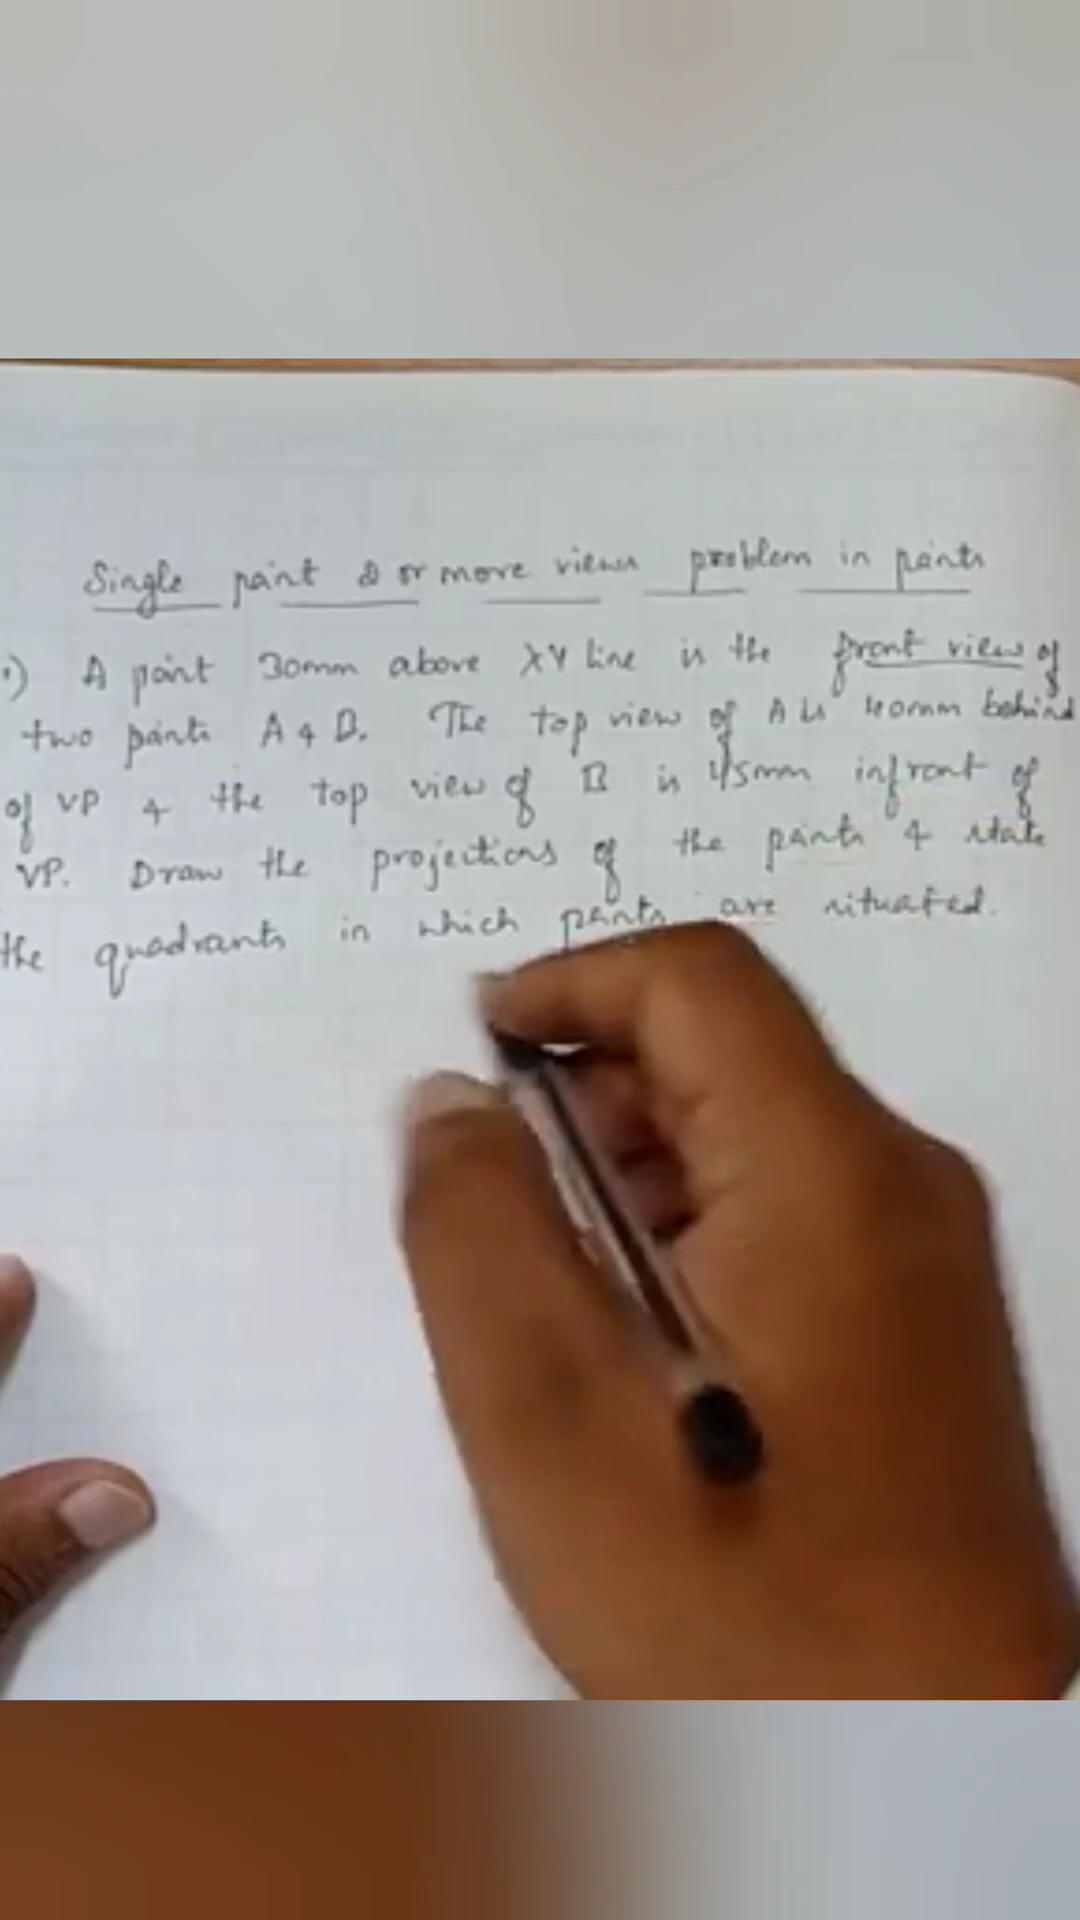 Single point 2 or more views problem in points
1) A point 30mm above XY line is the front view of
two points A & B. The top view of A is 40mm behind
of VP & the top view of B is 45mm infront of
VP. Draw the projections of the points & state
the quadrants in which points are situated.